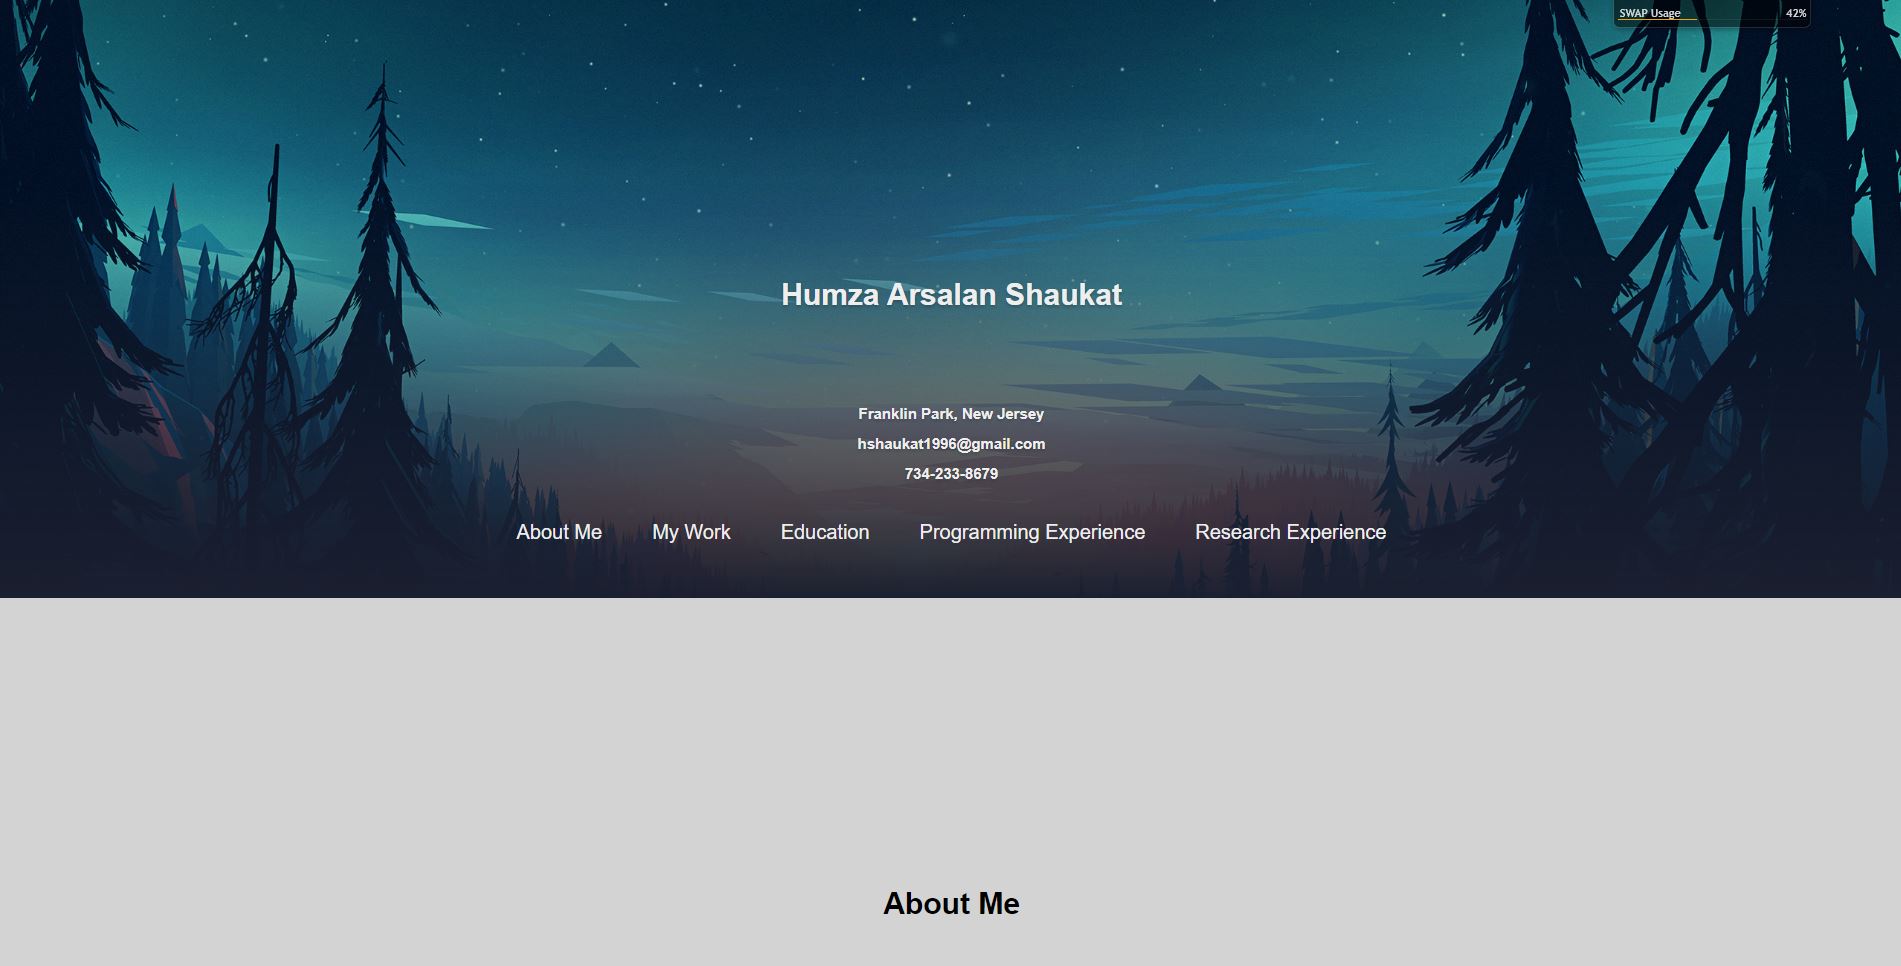 SWAP Usage 42%
Humza Arsalan Shaukat
Franklin Park, New Jersey
hshaukat1996@gmail.com
734-233-8679
About Me My Work Education Programming Experience Research Experience
About Me